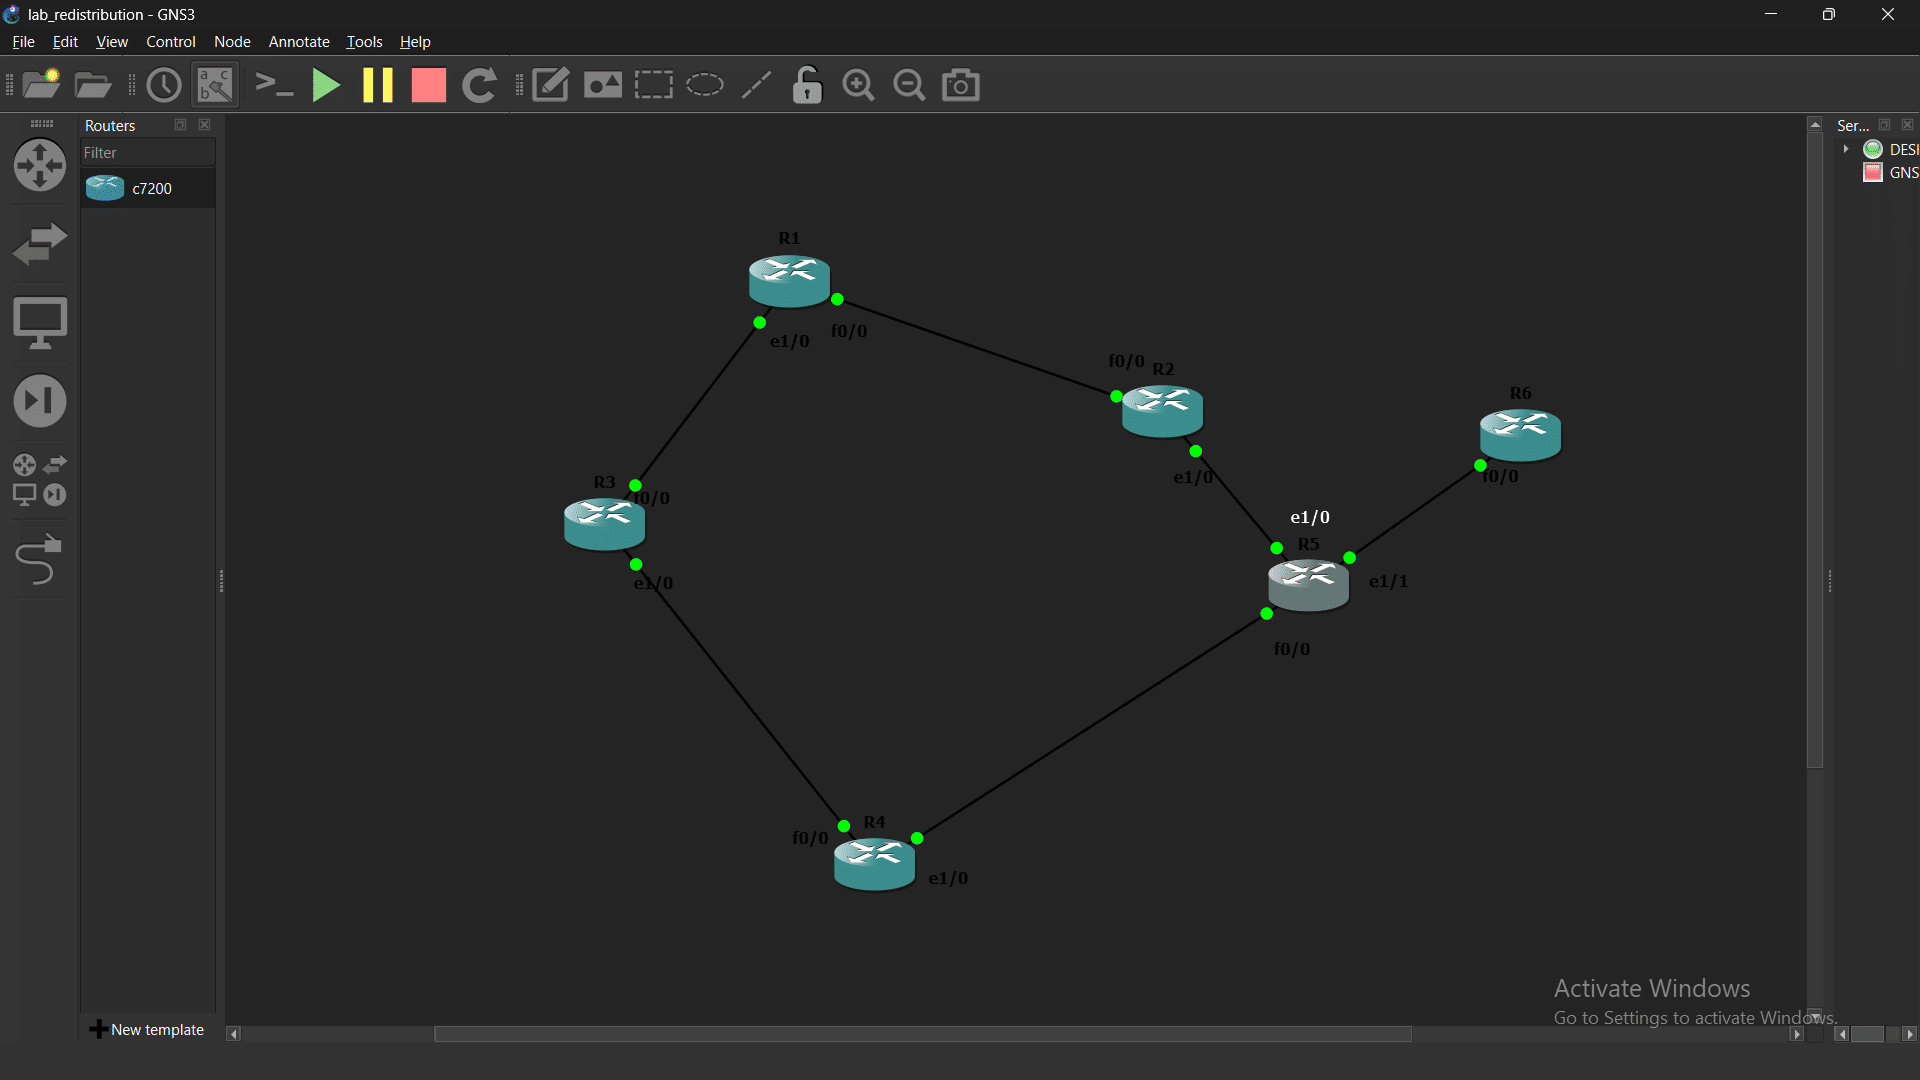 lab_redistribution - GNS3
File Edit View Control Node Annotate Tools Help
a c
b
Routers
Ser...
Filter
DESI
c7200
GNS
R1
e1/0
f0/0
f0/0
R2
e1/0
R6
f0/0
R3
f0/0
e1/0
e1/0
R5
e1/1
f0/0
R4
f0/0
e1/0
New template
Activate Windows
Go to Settings to activate Windows.